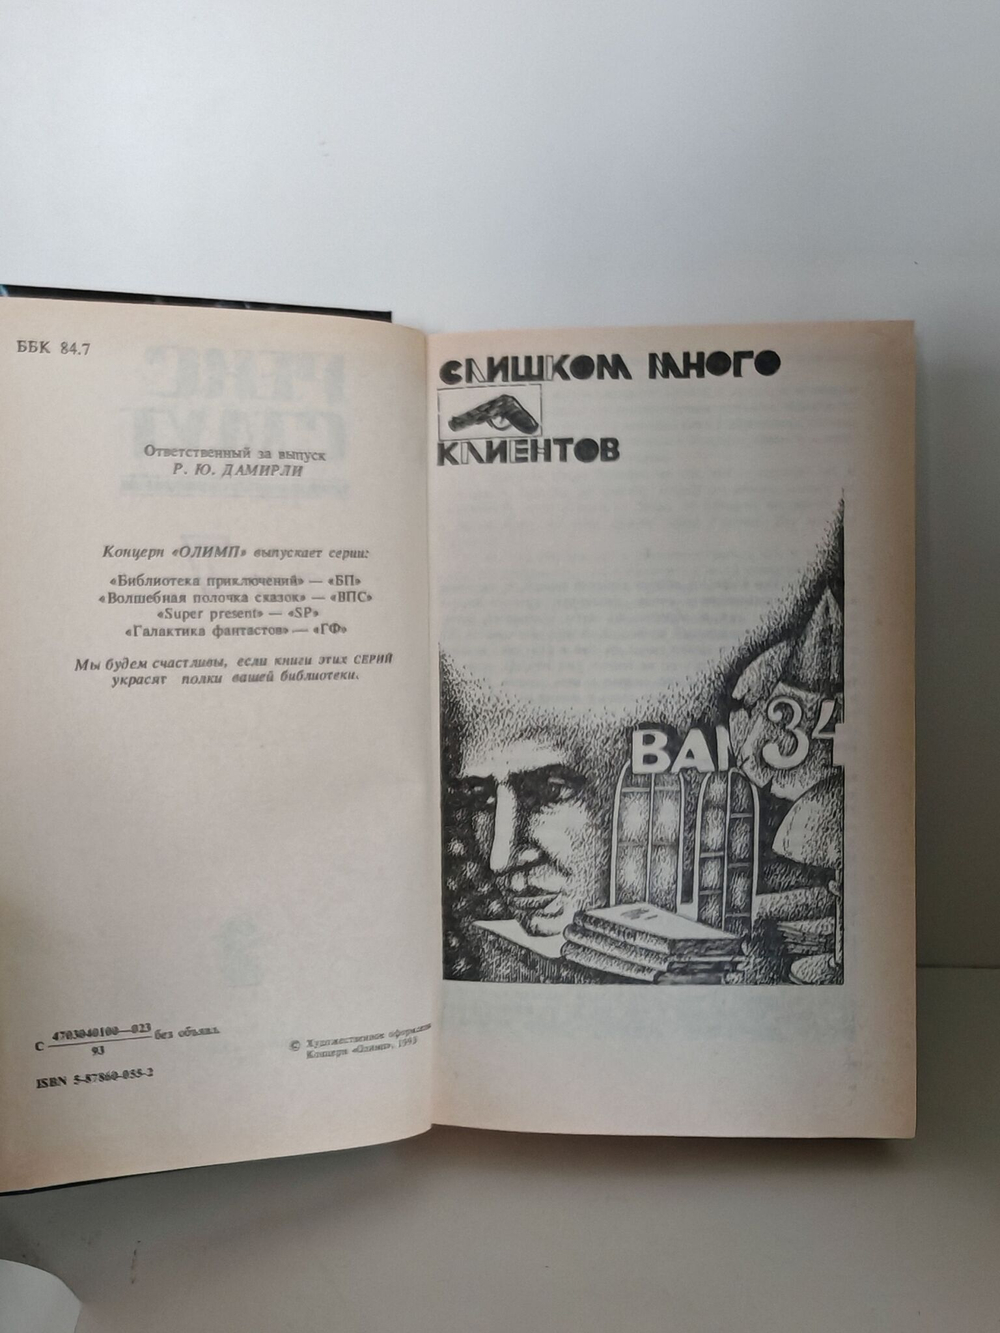 ББК 84.7
Ответственный за выпуск
Р. Ю. ДАМИРЛИ
Концерн «ОЛИМП» выпускает серии:
«Библиотека приключений» — «БП»
«Волшебная полочка сказок» — «ВПС»
«Super present» — «SP»
«Галактика фантастов» — «ГФ»
Мы будем счастливы, если книги этих СЕРИЙ
украсят полки вашей библиотеки.
С 4703040100—023 без объявл.
93
ISBN 5-87860-055-2
© Художественное
Концерн «Олимп», 1993
СЛИШКОМ МНОГО
КЛИЕНТОВ
ВАМ 34